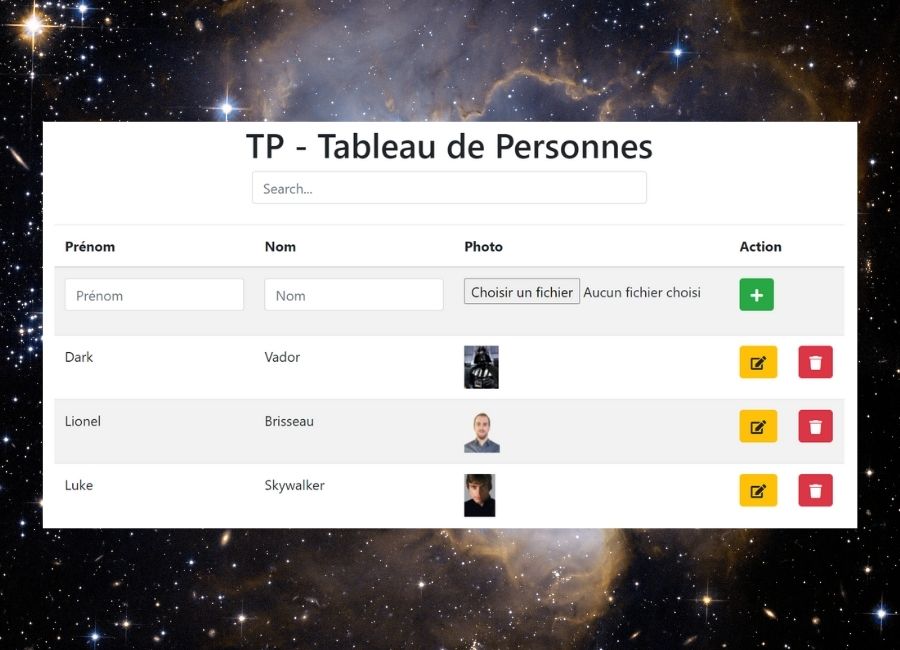 TP - Tableau de Personnes
Search...
Prénom Nom Photo Action
Prénom Nom Choisir un fichier Aucun fichier choisi +
Dark Vador
Lionel Brisseau
Luke Skywalker